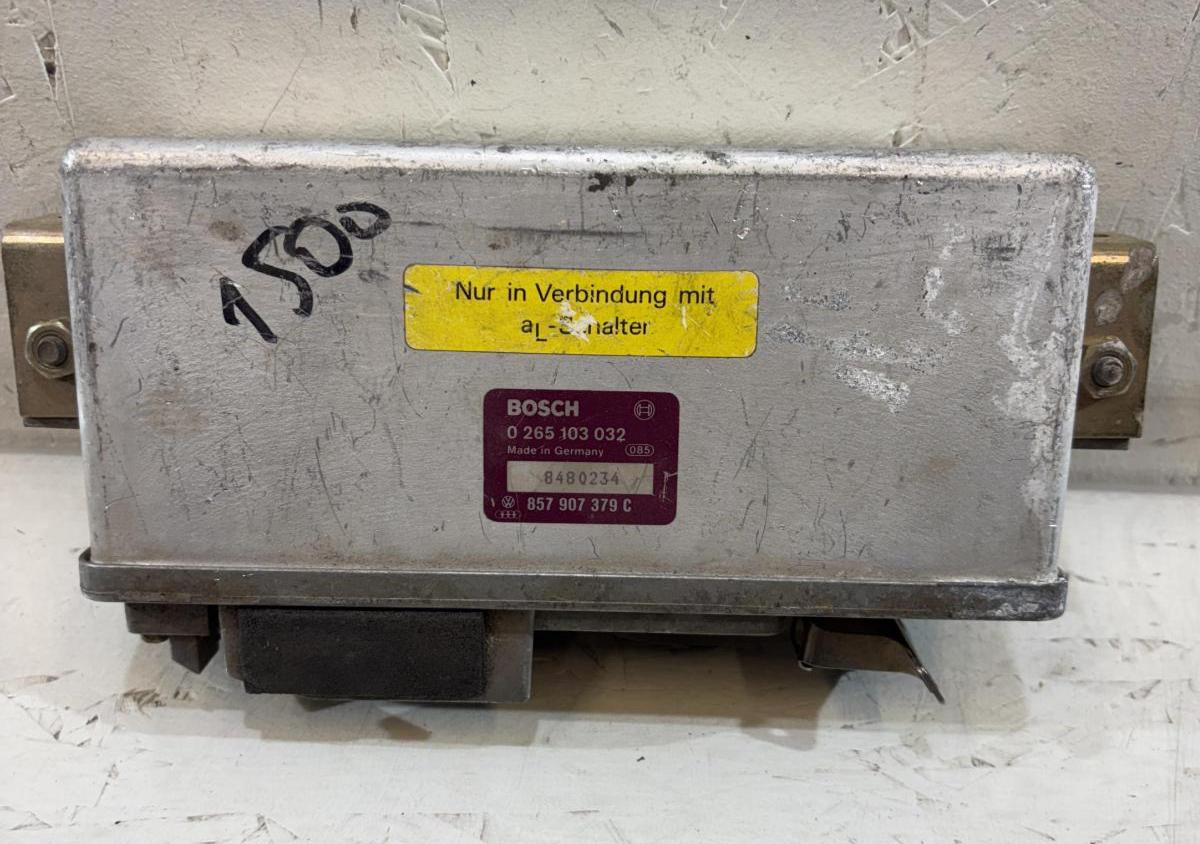 1500
Nur in Verbindung mit
aL-Schalter
BOSCH
0 265 103 032
Made in Germany 085
8480234
857 907 379 C